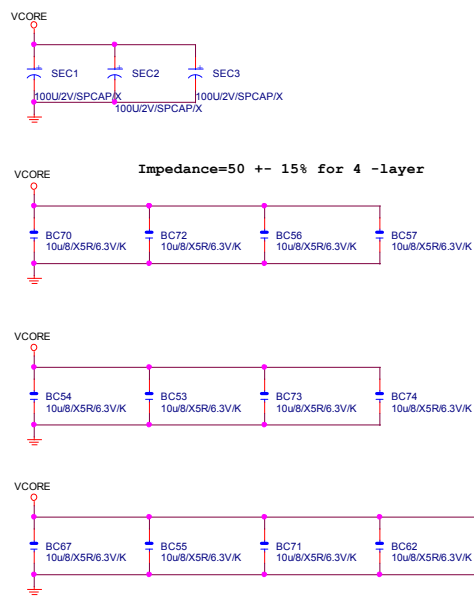 VCORE
SEC1 SEC2 SEC3
100U/2V/SPCAP/X 100U/2V/SPCAP/X
100U/2V/SPCAP/X
Impedance=50 +- 15% for 4 -layer
VCORE
BC70 BC72 BC56 BC57
10u/8/X5R/6.3V/K 10u/8/X5R/6.3V/K 10u/8/X5R/6.3V/K 10u/8/X5R/6.3V/K
VCORE
BC54 BC53 BC73 BC74
10u/8/X5R/6.3V/K 10u/8/X5R/6.3V/K 10u/8/X5R/6.3V/K 10u/8/X5R/6.3V/K
VCORE
BC67 BC55 BC71 BC62
10u/8/X5R/6.3V/K 10u/8/X5R/6.3V/K 10u/8/X5R/6.3V/K 10u/8/X5R/6.3V/K